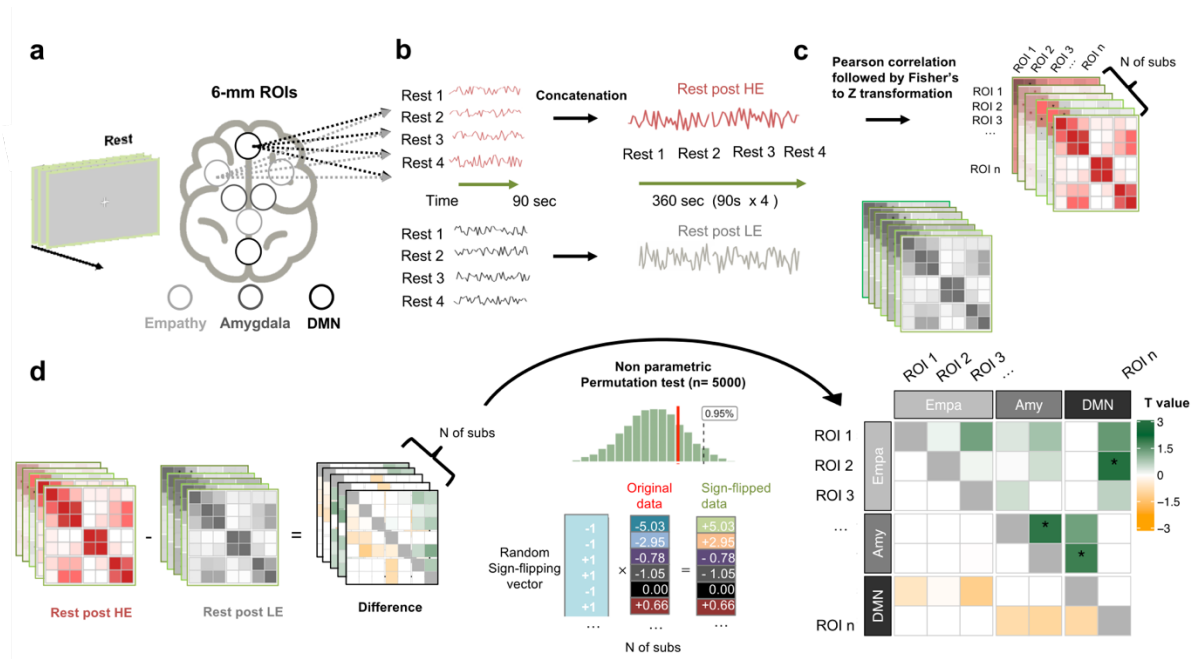 a
6-mm ROIs
Rest
Empathy
Amygdala
DMN
b
Rest 1
Rest 2
Rest 3
Rest 4
Time
90 sec
Concatenation
Rest post HE
Rest 1 Rest 2 Rest 3 Rest 4
360 sec (90s x 4 )
Rest post LE
Rest 1
Rest 2
Rest 3
Rest 4
c
Pearson correlation
followed by Fisher's
to Z transformation
ROI 1
ROI 2
ROI 3
...
ROI n
N of subs
ROI 1
ROI 2
ROI 3
...
ROI n
d
Rest post HE
-
Rest post LE
=
Difference
N of subs
Non parametric
Permutation test (n= 5000)
0.95%
Original
data
Sign-flipped
data
Random
Sign-flipping
vector
-1 -5.03 +5.03
-1 -2.95 +2.95
+1 -0.78 - 0.78
+1 × -1.05 = - 1.05
-1 0.00 0.00
+1 +0.66 +0.66
... ... ...
N of subs
ROI 1
ROI 2
ROI 3
...
ROI n
Empa
Amy
DMN
ROI 1
ROI 2
ROI 3
...
ROI n
Empa
Amy
DMN
*
*
*
T value
3
1.5
0
−1.5
−3